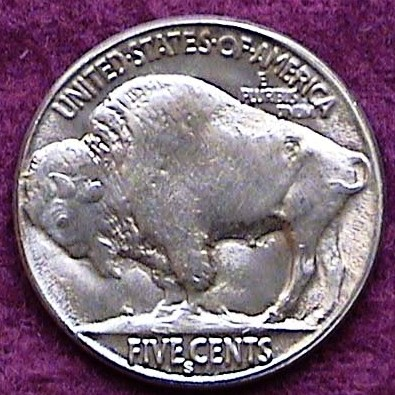 UNITED·STATES·OF·AMERICA
E
PLURIBUS
UNUM
FIVE CENTS
S